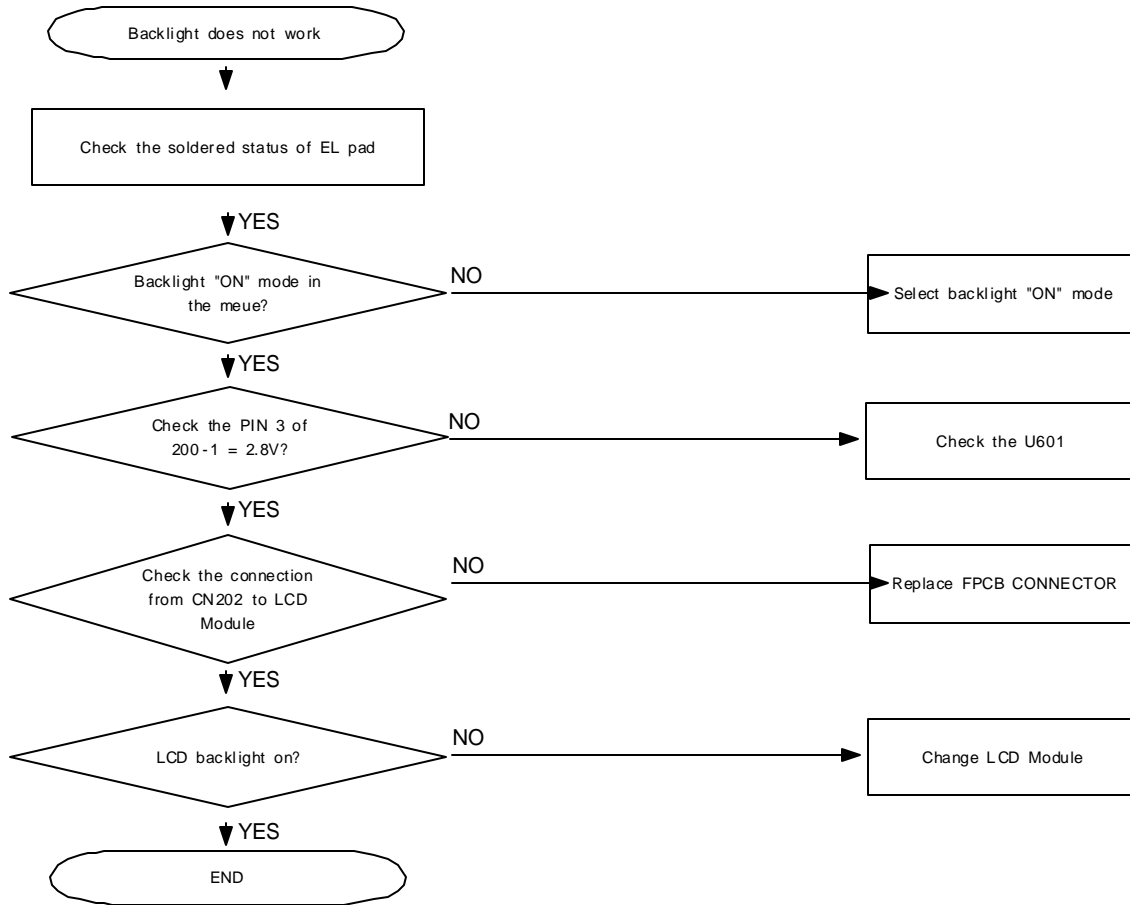 Backlight does not work
Check the soldered status of EL pad
YES
Backlight "ON" mode in
the meue?
NO
Select backlight "ON" mode
YES
Check the PIN 3 of
200-1 = 2.8V?
NO
Check the U601
YES
Check the connection
from CN202 to LCD
Module
NO
Replace FPCB CONNECTOR
YES
LCD backlight on?
NO
Change LCD Module
YES
END